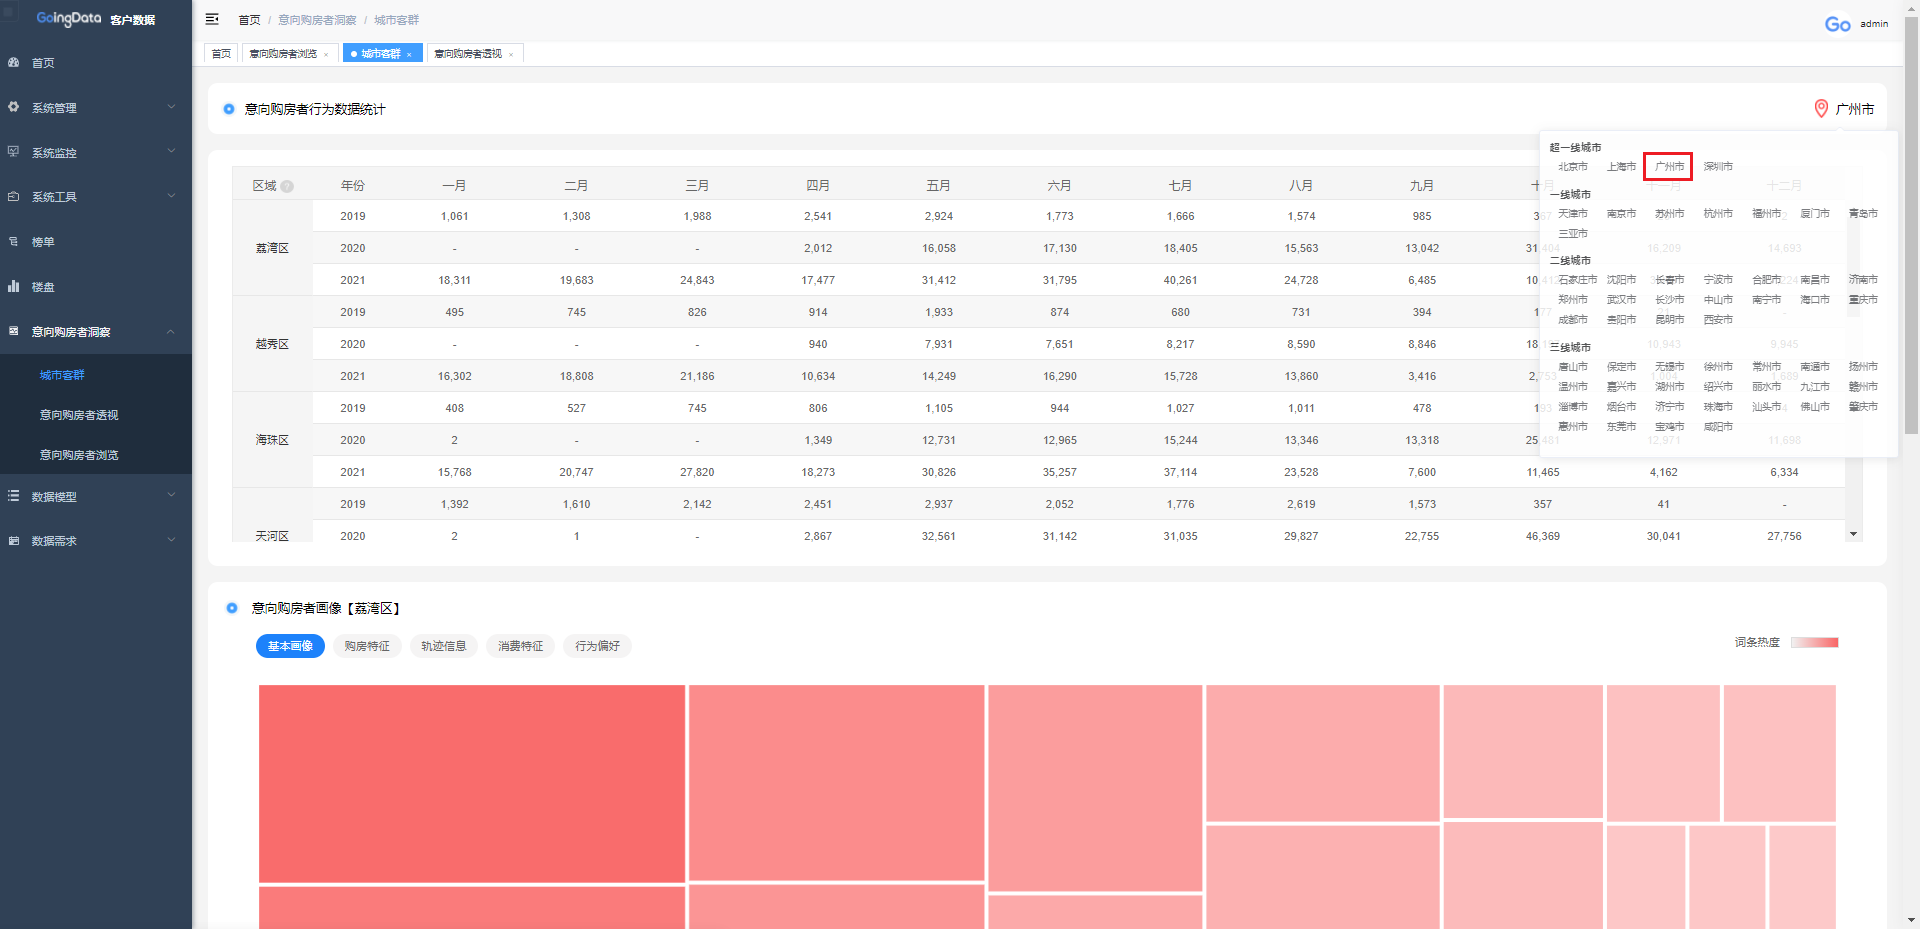 GoingData 客户数据
首页
系统管理
系统监控
系统工具
榜单
楼盘
意向购房者洞察
城市客群
意向购房者透视
意向购房者浏览
数据模型
数据需求
首页 / 意向购房者洞察 / 城市客群
Go admin
首页 意向购房者浏览 × 城市客群 × 意向购房者透视 ×
意向购房者行为数据统计
广州市
区域 ? 年份 一月 二月 三月 四月 五月 六月 七月 八月 九月 十月 十一月 十二月
荔湾区
2019 1,061 1,308 1,988 2,541 2,924 1,773 1,666 1,574 985
2020 - - - 2,012 16,058 17,130 18,405 15,563 13,042 31,404 16,289 14,693
2021 18,311 19,683 24,843 17,477 31,412 31,795 40,261 24,728 6,485
越秀区
2019 495 745 826 914 1,933 874 680 731 394
2020 - - - 940 7,931 7,651 8,217 8,590 8,846 10,943 9,945
2021 16,302 18,808 21,186 10,634 14,249 16,290 15,728 13,860 3,416
海珠区
2019 408 527 745 806 1,105 944 1,027 1,011 478
2020 2 - - 1,349 12,731 12,965 15,244 13,346 13,318 25,481 12,971 11,698
2021 15,768 20,747 27,820 18,273 30,826 35,257 37,114 23,528 7,600 11,465 4,162 6,334
天河区
2019 1,392 1,610 2,142 2,451 2,937 2,052 1,776 2,619 1,573 357 41 -
2020 2 1 - 2,867 32,561 31,142 31,035 29,827 22,755 46,369 30,041 27,756
超一线城市
北京市 上海市 广州市 深圳市
一线城市
天津市 南京市 苏州市 杭州市 福州市 厦门市 青岛市
三亚市
二线城市
石家庄市 沈阳市 长春市 宁波市 合肥市 南昌市 济南市
郑州市 武汉市 长沙市 中山市 南宁市 海口市 重庆市
成都市 贵阳市 昆明市 西安市
三线城市
唐山市 保定市 无锡市 徐州市 常州市 南通市 扬州市
温州市 嘉兴市 湖州市 绍兴市 丽水市 九江市 赣州市
淄博市 烟台市 济宁市 珠海市 汕头市 佛山市 肇庆市
惠州市 东莞市 宝鸡市 咸阳市
意向购房者画像【荔湾区】
基本画像 购房特征 轨迹信息 消费特征 行为偏好
词条热度